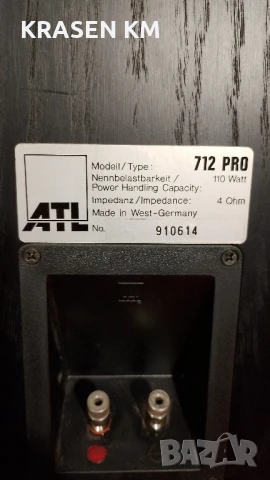 KRASEN KM
Modell/Type: 712 PRO
Nennbelastbarkeit/ 110 Watt
Power Handling Capacity:
Impedanz/Impedance: 4 Ohm
Made in West-Germany
No. 910614
ATL
BAZAR